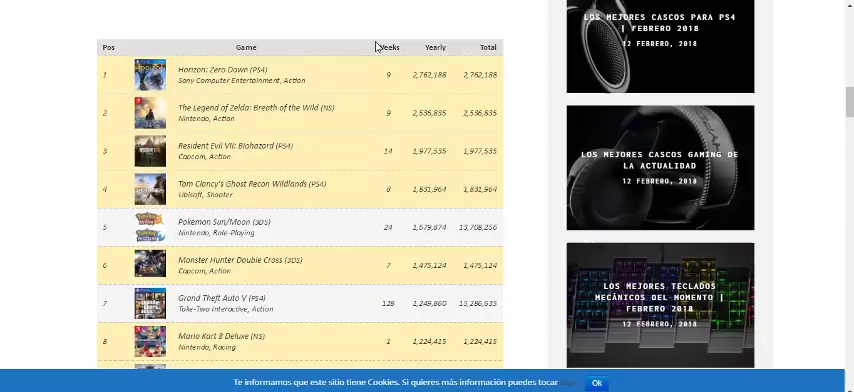 Pos Game Weeks Yearly Total
1 Horizon: Zero Dawn (PS4) 9 2,762,188 2,762,188
Sony Computer Entertainment, Action
2 The Legend of Zelda: Breath of the Wild (NS) 9 2,536,835 2,536,835
Nintendo, Action
3 Resident Evil VII: Biohazard (PS4) 14 1,977,535 1,977,535
Capcom, Action
4 Tom Clancy's Ghost Recon Wildlands (PS4) 8 1,831,964 1,831,964
Ubisoft, Shooter
5 Pokemon Sun/Moon (3DS) 24 1,679,874 13,708,256
Nintendo, Role-Playing
6 Monster Hunter Double Cross (3DS) 7 1,475,124 1,475,124
Capcom, Action
7 Grand Theft Auto V (PS4) 128 1,249,860 15,286,635
Take-Two Interactive, Action
8 Mario Kart 8 Deluxe (NS) 1 1,224,415 1,224,415
Nintendo, Racing
LOS MEJORES CASCOS PARA PS4
| FEBRERO 2018
12 FEBRERO, 2018
LOS MEJORES CASCOS GAMING DE
LA ACTUALIDAD
12 FEBRERO, 2018
LOS MEJORES TECLADOS
MECÁNICOS DEL MOMENTO |
FEBRERO 2018
12 FEBRERO, 2018
Te informamos que este sitio tiene Cookies. Si quieres más información puedes tocar Ok